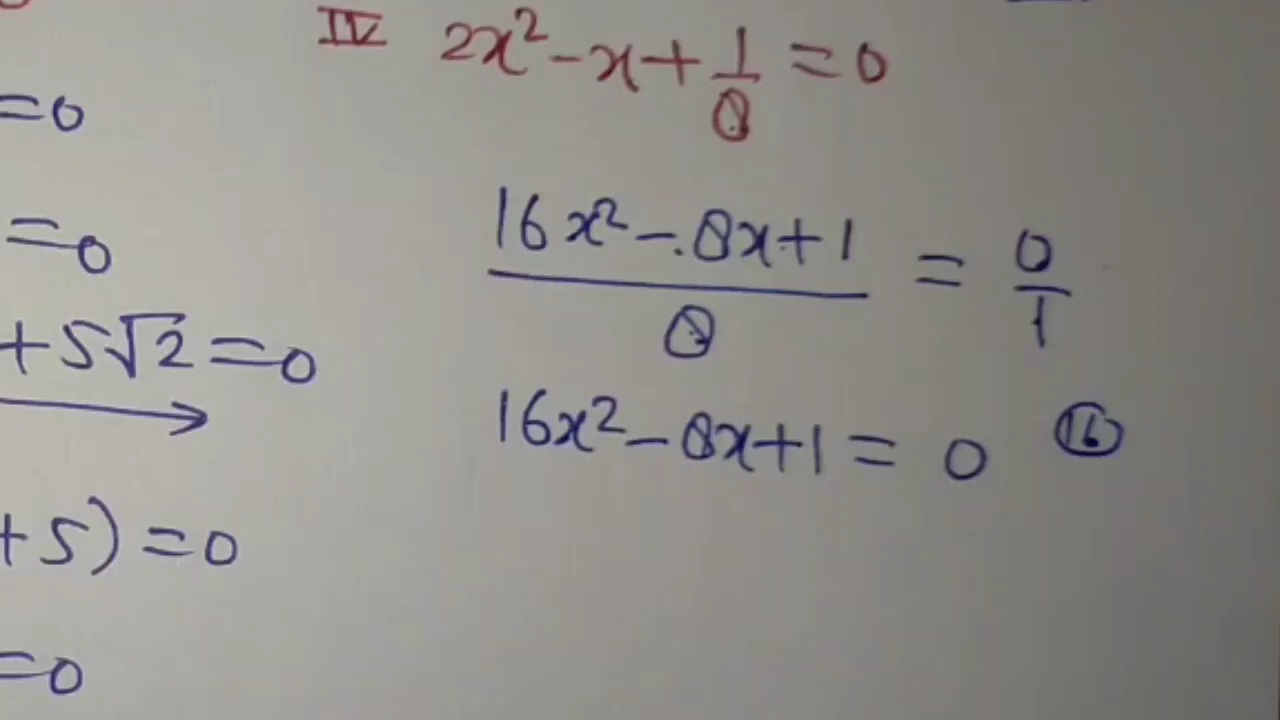 IV 2x² - x + 1/8 = 0
= 0
(16x² - 8x + 1)/8 = 0/1
= 0
+ 5√2 = 0
16x² - 8x + 1 = 0 (16)
+ 5) = 0
= 0